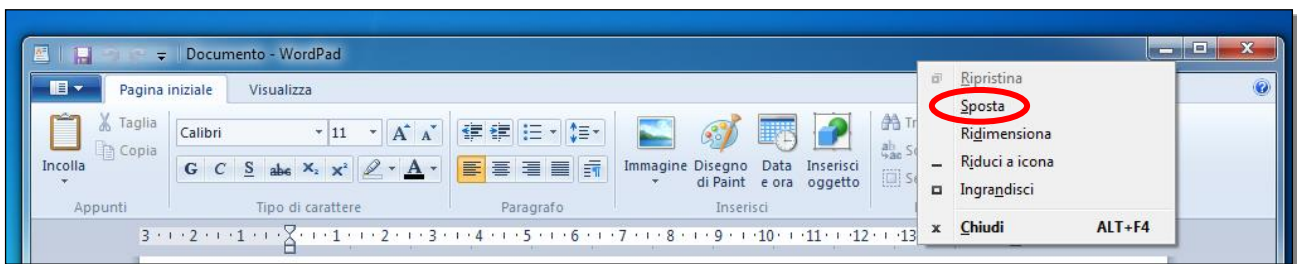 Documento - WordPad
Pagina iniziale Visualizza
Ripristina
Sposta
Ridimensiona
Riduci a icona
Ingrandisci
Chiudi ALT+F4
Incolla
Taglia
Copia
Appunti
Calibri 11 A A
G C S abc X₂ x² A
Tipo di carattere
Paragrafo
Immagine
Disegno di Paint
Data e ora
Inserisci oggetto
Inserisci
3 2 1 1 2 3 4 5 6 7 8 9 10 11 12 13